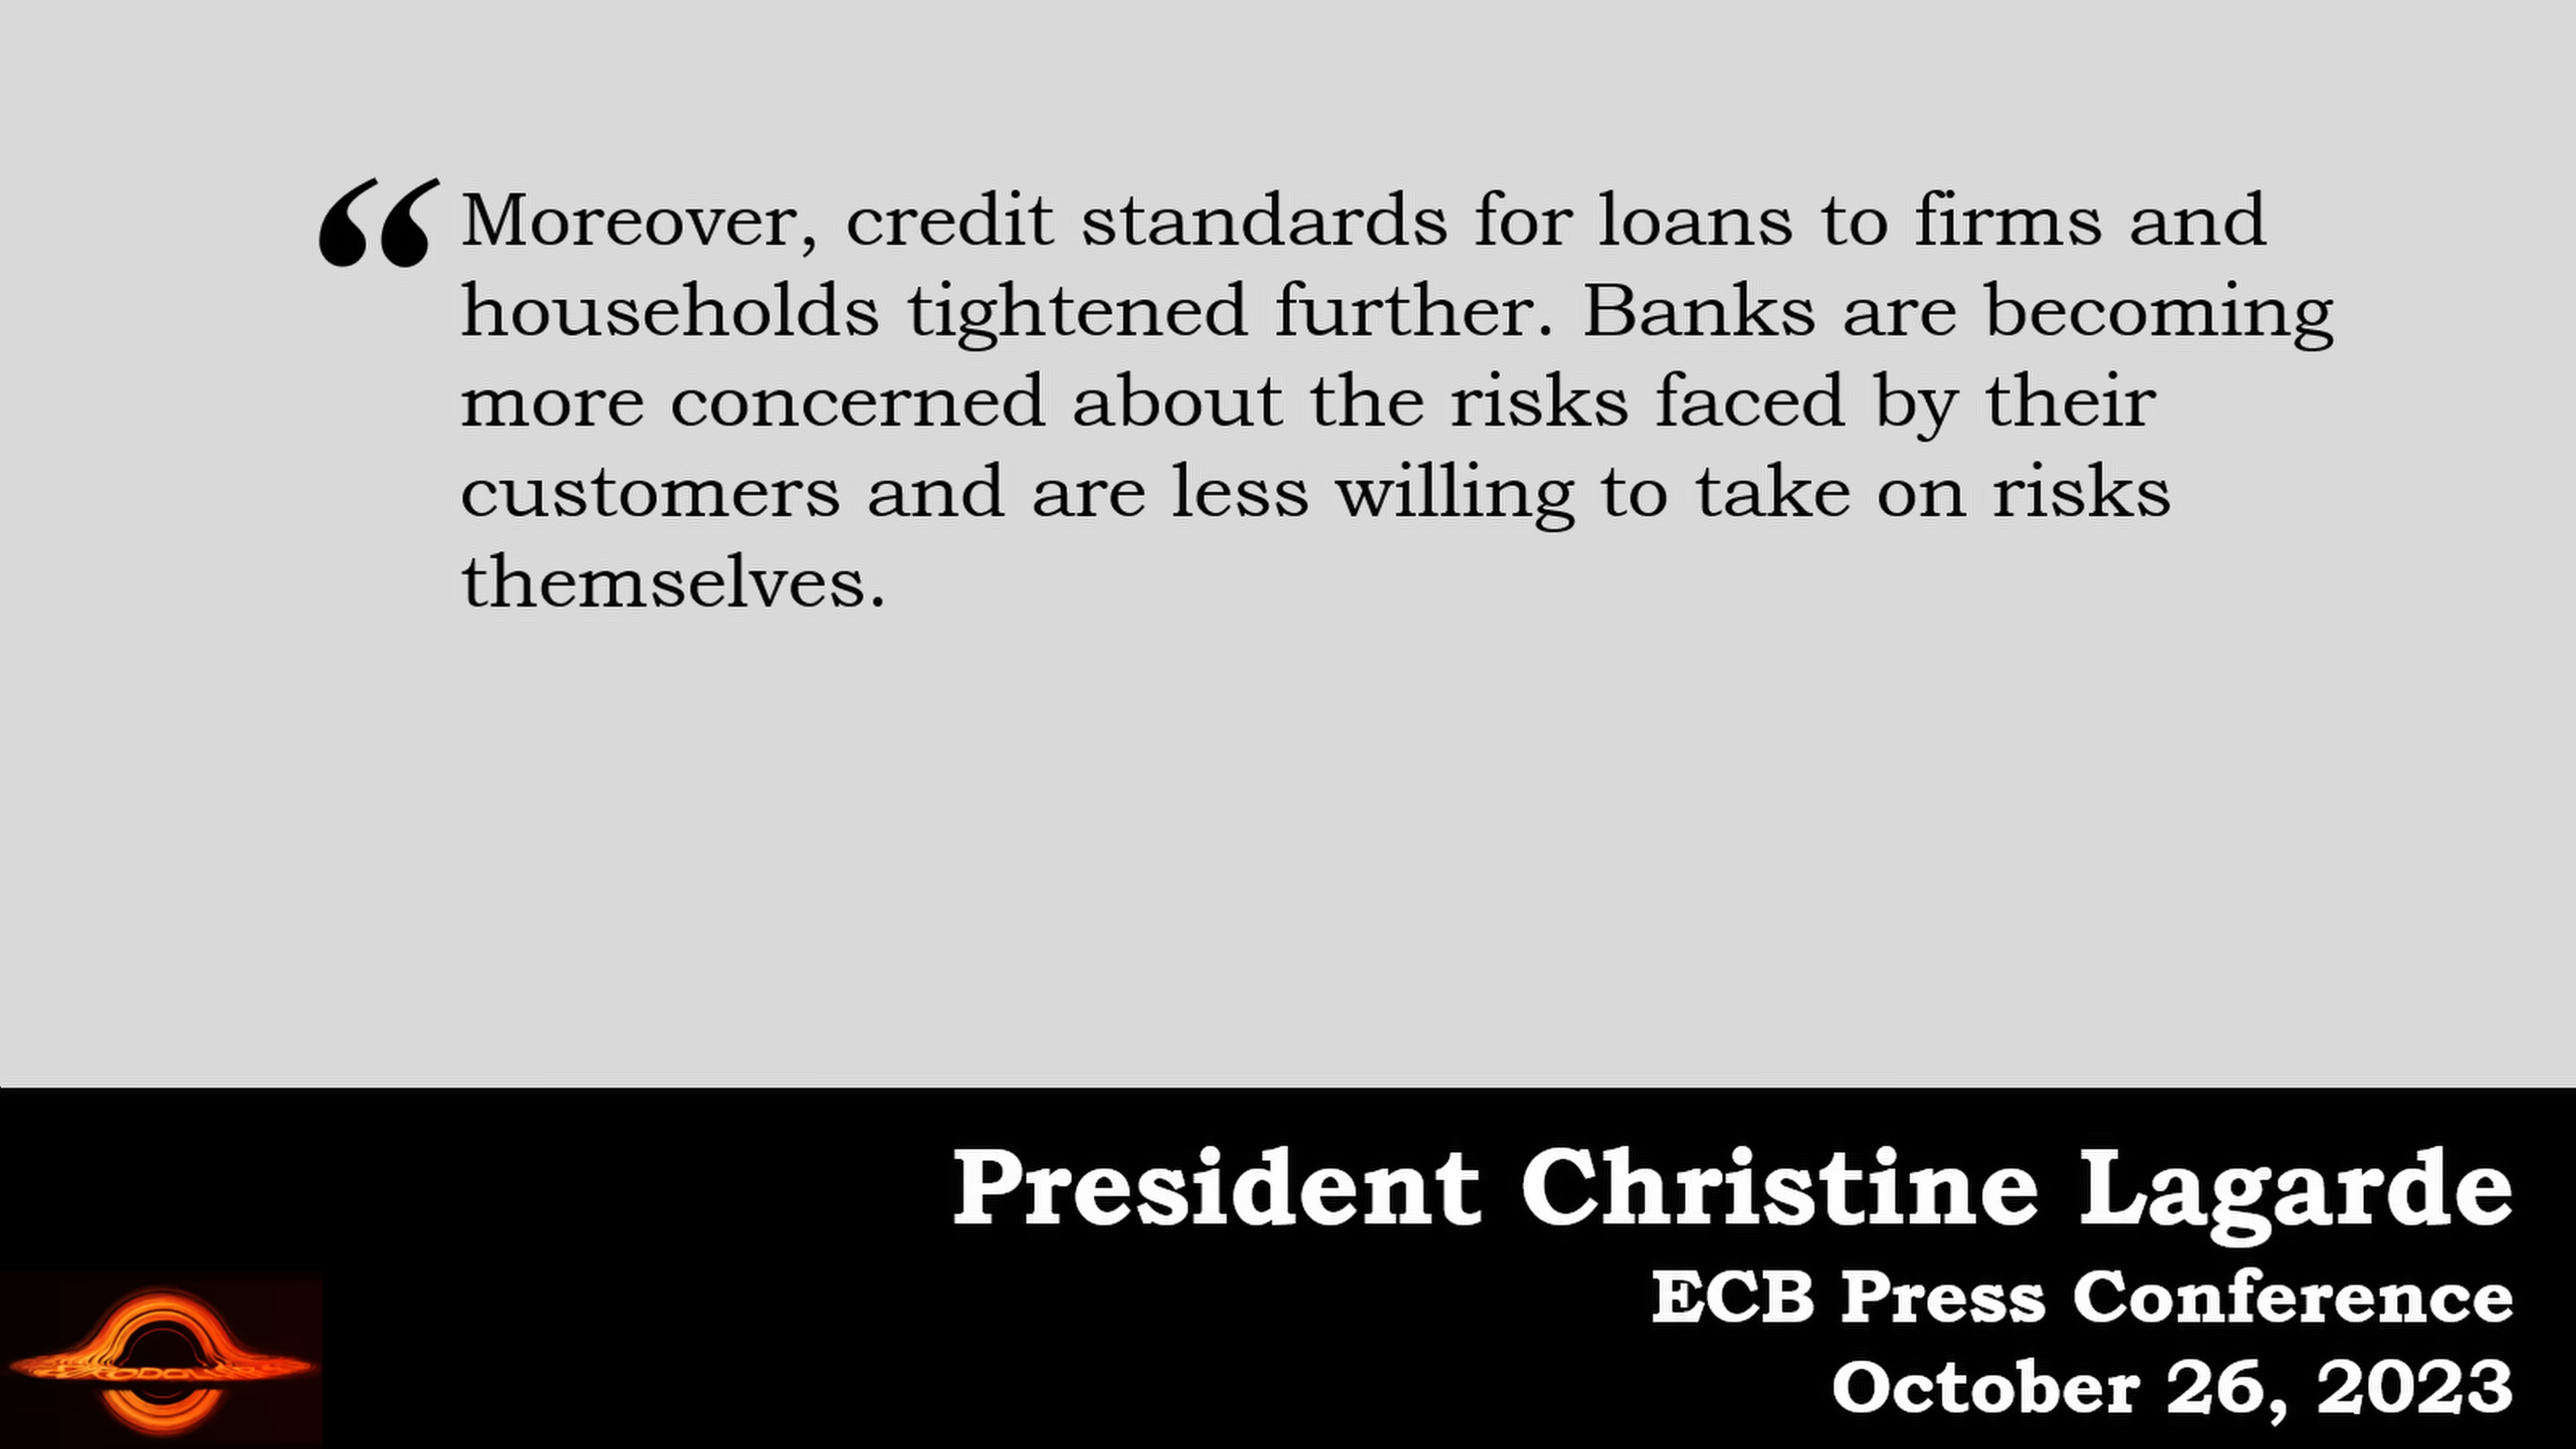 “Moreover, credit standards for loans to firms and
households tightened further. Banks are becoming
more concerned about the risks faced by their
customers and are less willing to take on risks
themselves.
President Christine Lagarde
ECB Press Conference
October 26, 2023